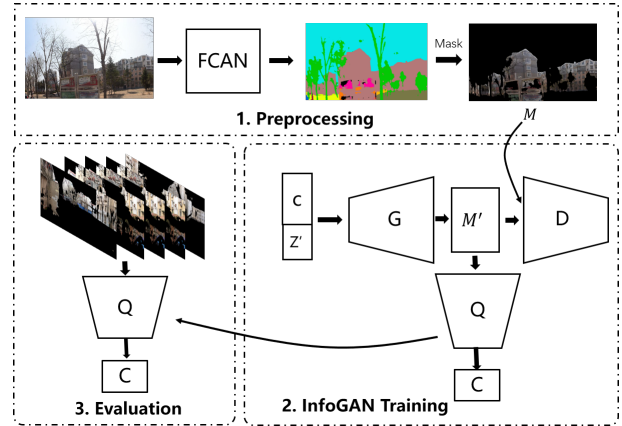 FCAN
Mask
1. Preprocessing
M
c
Z'
G
M'
D
Q
Q
C
C
3. Evaluation
2. InfoGAN Training